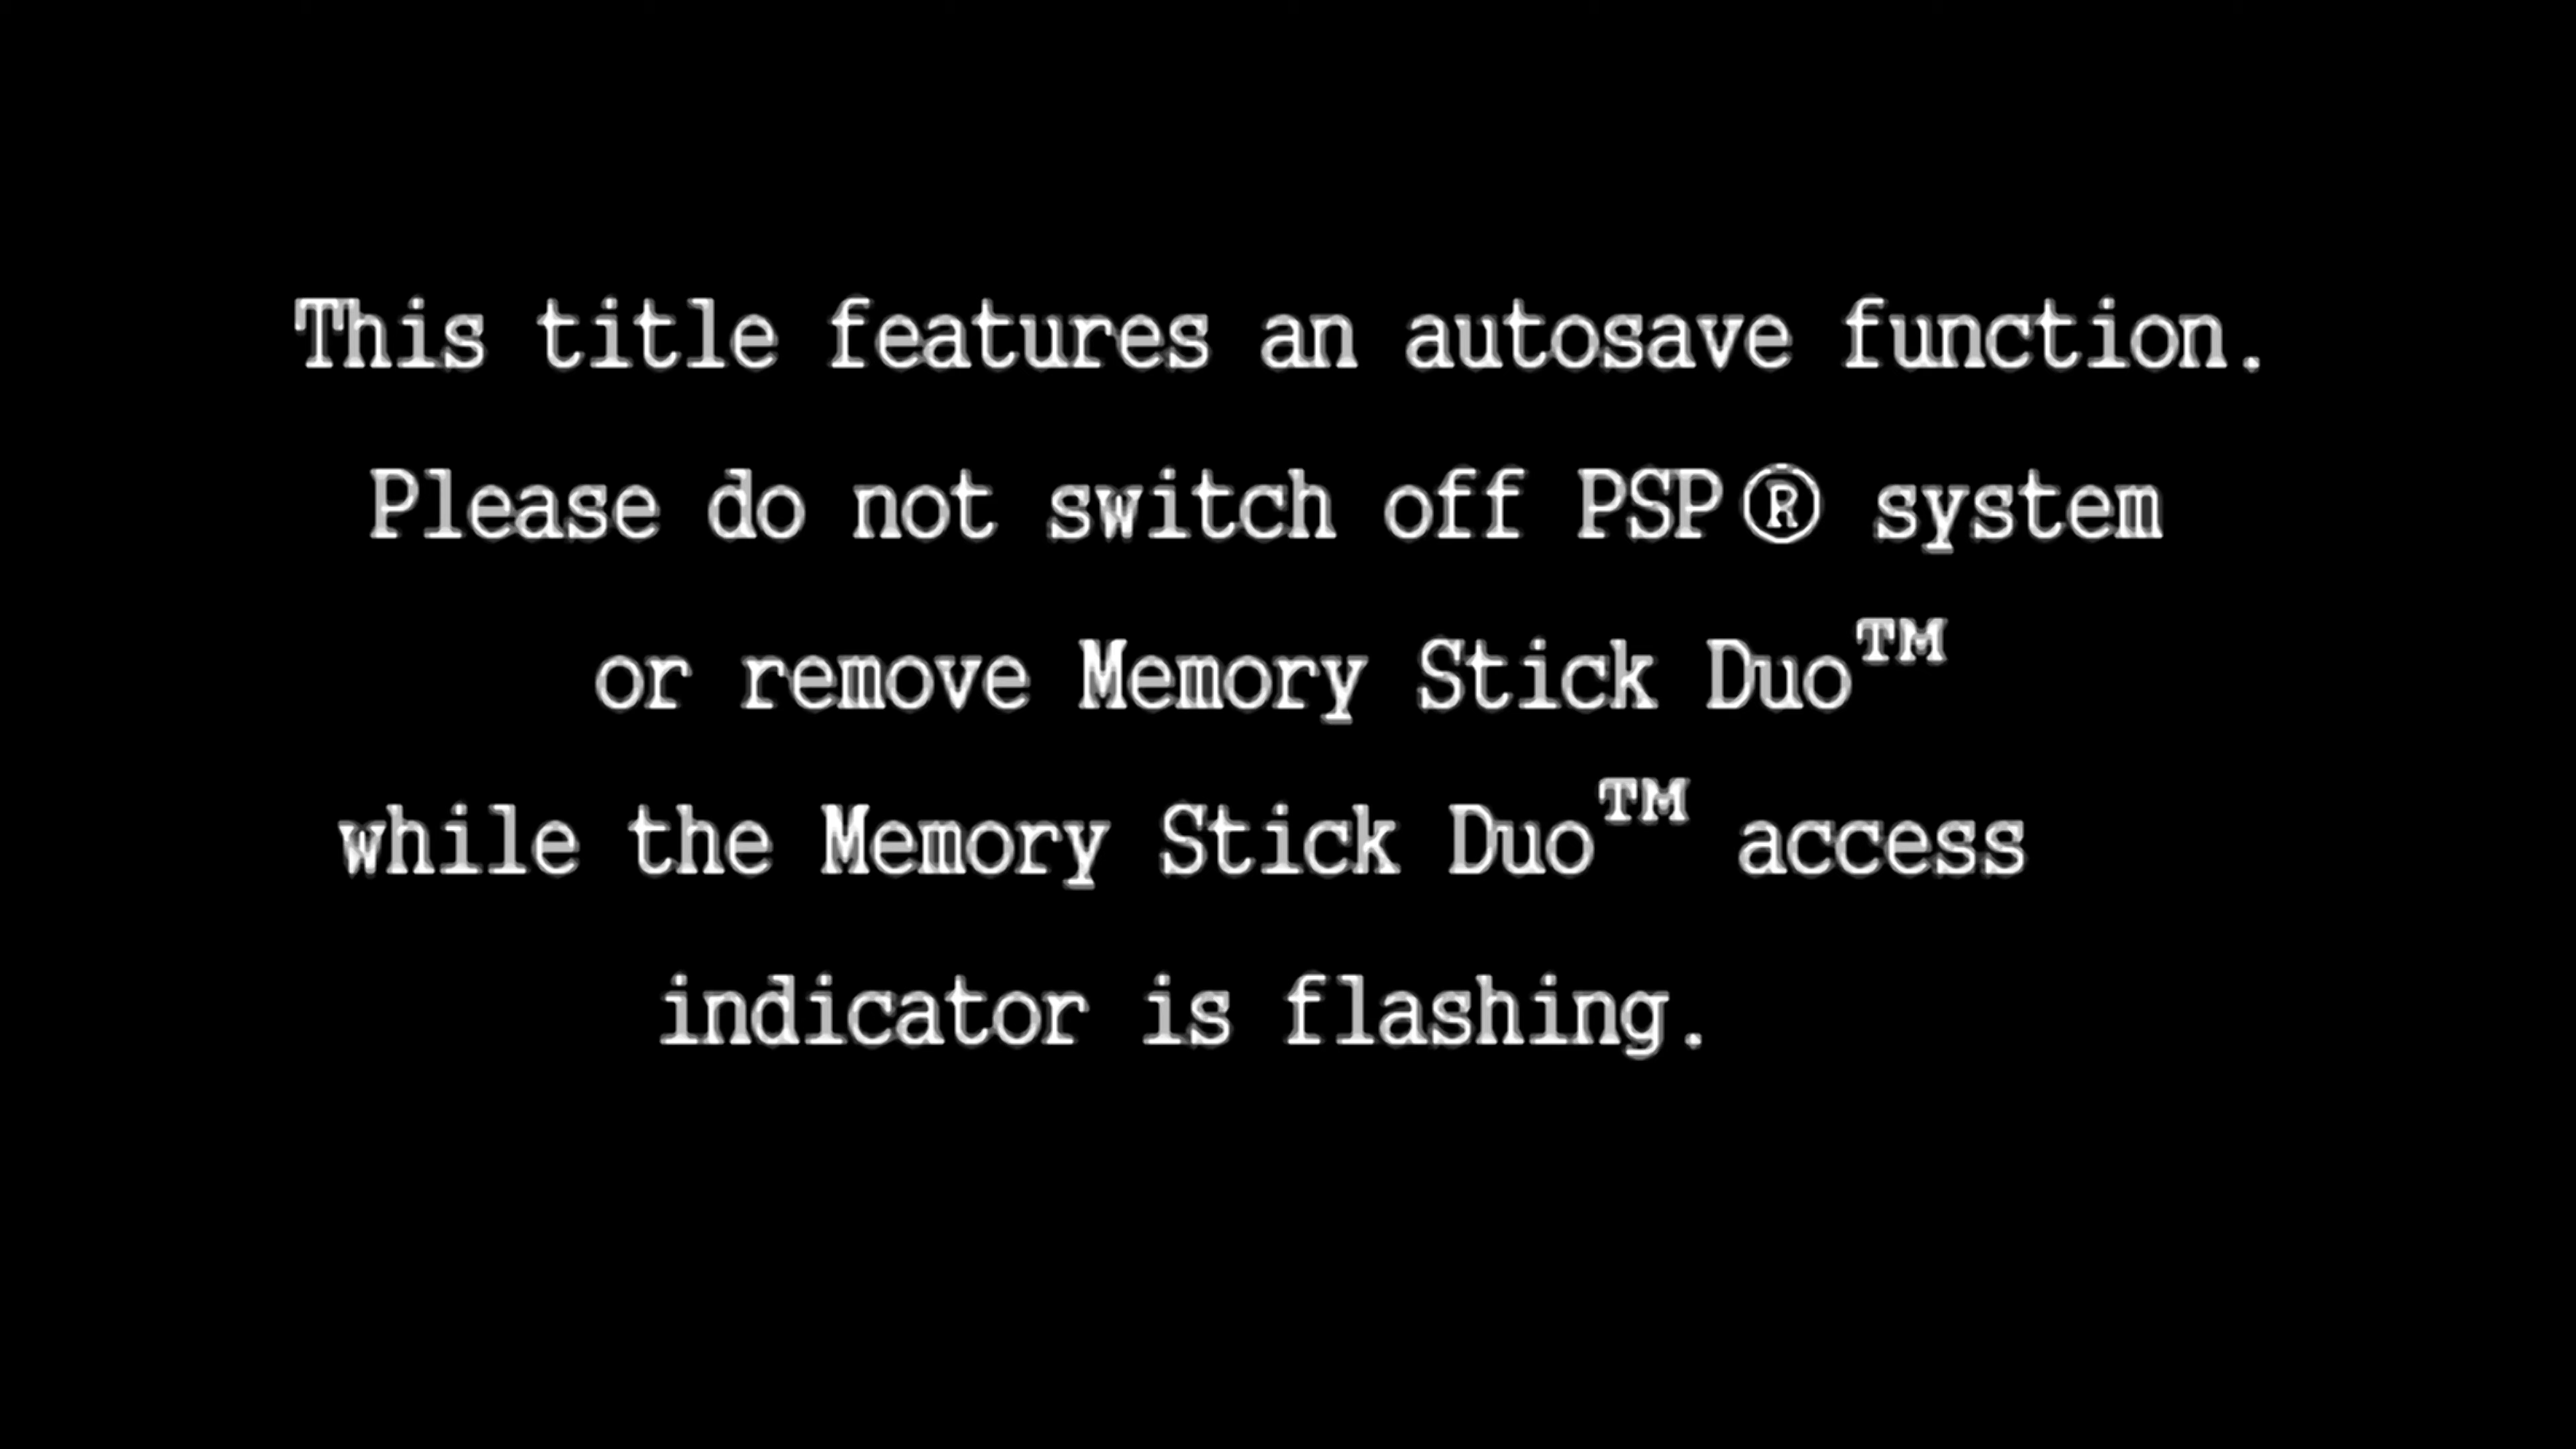 This title features an autosave function.
Please do not switch off PSP® system
or remove Memory Stick Duo™
while the Memory Stick Duo™ access
indicator is flashing.